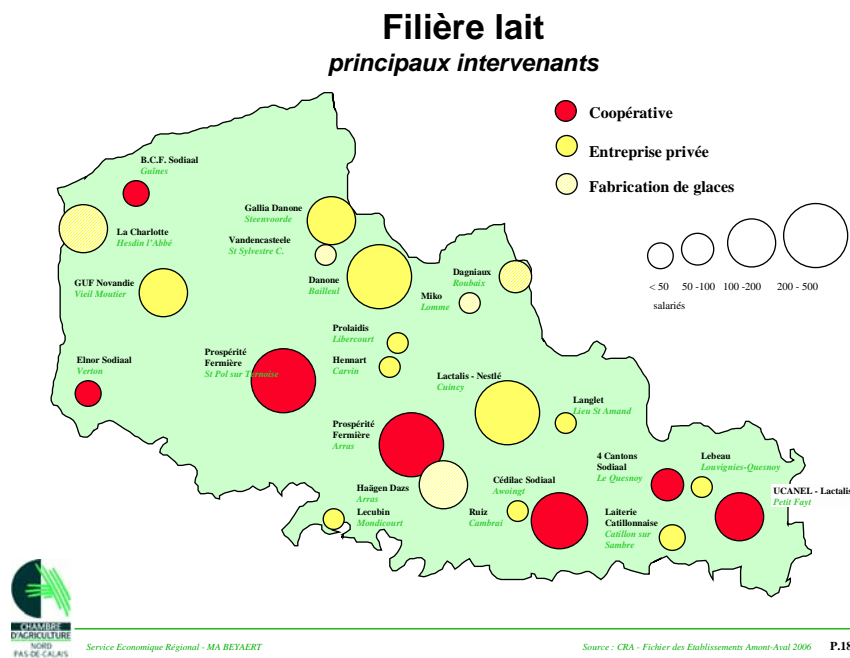 Filière lait
principaux intervenants
Coopérative
Entreprise privée
Fabrication de glaces
< 50
50 -100
100 -200
200 - 500
salariés
B.C.F. Sodiaal
Guînes
La Charlotte
Hesdin l'Abbé
Gallia Danone
Steenvoorde
Vandencasteele
St Sylvestre C.
GUF Novandie
Vieil Moutier
Danone
Bailleul
Dagniaux
Roubaix
Miko
Lomme
Prolaidis
Libercourt
Hennart
Carvin
Elnor Sodiaal
Verton
Prospérité
Fermière
St Pol sur Ternoise
Lactalis - Nestlé
Cuincy
Langlet
Lieu St Amand
Prospérité
Fermière
Arras
4 Cantons
Sodiaal
Le Quesnoy
Lebeau
Louvignies-Quesnoy
Haägen Dazs
Arras
Cédilac Sodiaal
Awoingt
UCANEL - Lactalis
Petit Fayt
Lecubin
Mondicourt
Ruiz
Cambrai
Laiterie
Catillonnaise
Catillon sur
Sambre
CHAMBRE
D'AGRICULTURE
NORD
PAS-DE-CALAIS
Service Economique Régional - MA BEYAERT
Source : CRA - Fichier des Etablissements Amont-Aval 2006
P.18